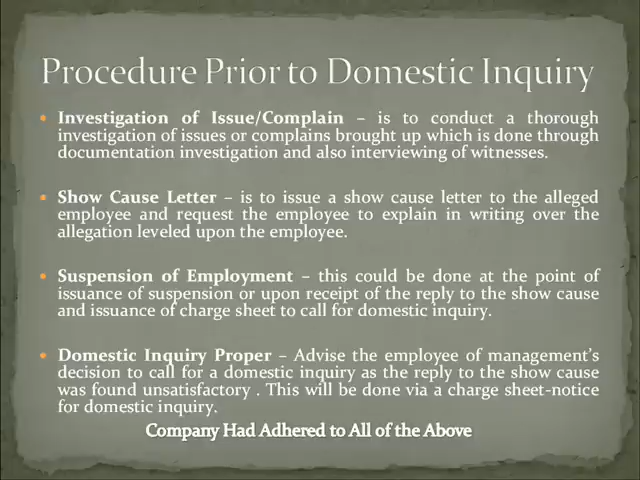 Procedure Prior to Domestic Inquiry
• Investigation of Issue/Complain – is to conduct a thorough
investigation of issues or complains brought up which is done through
documentation investigation and also interviewing of witnesses.
• Show Cause Letter – is to issue a show cause letter to the alleged
employee and request the employee to explain in writing over the
allegation leveled upon the employee.
• Suspension of Employment – this could be done at the point of
issuance of suspension or upon receipt of the reply to the show cause
and issuance of charge sheet to call for domestic inquiry.
• Domestic Inquiry Proper – Advise the employee of management's
decision to call for a domestic inquiry as the reply to the show cause
was found unsatisfactory . This will be done via a charge sheet-notice
for domestic inquiry.
Company Had Adhered to All of the Above